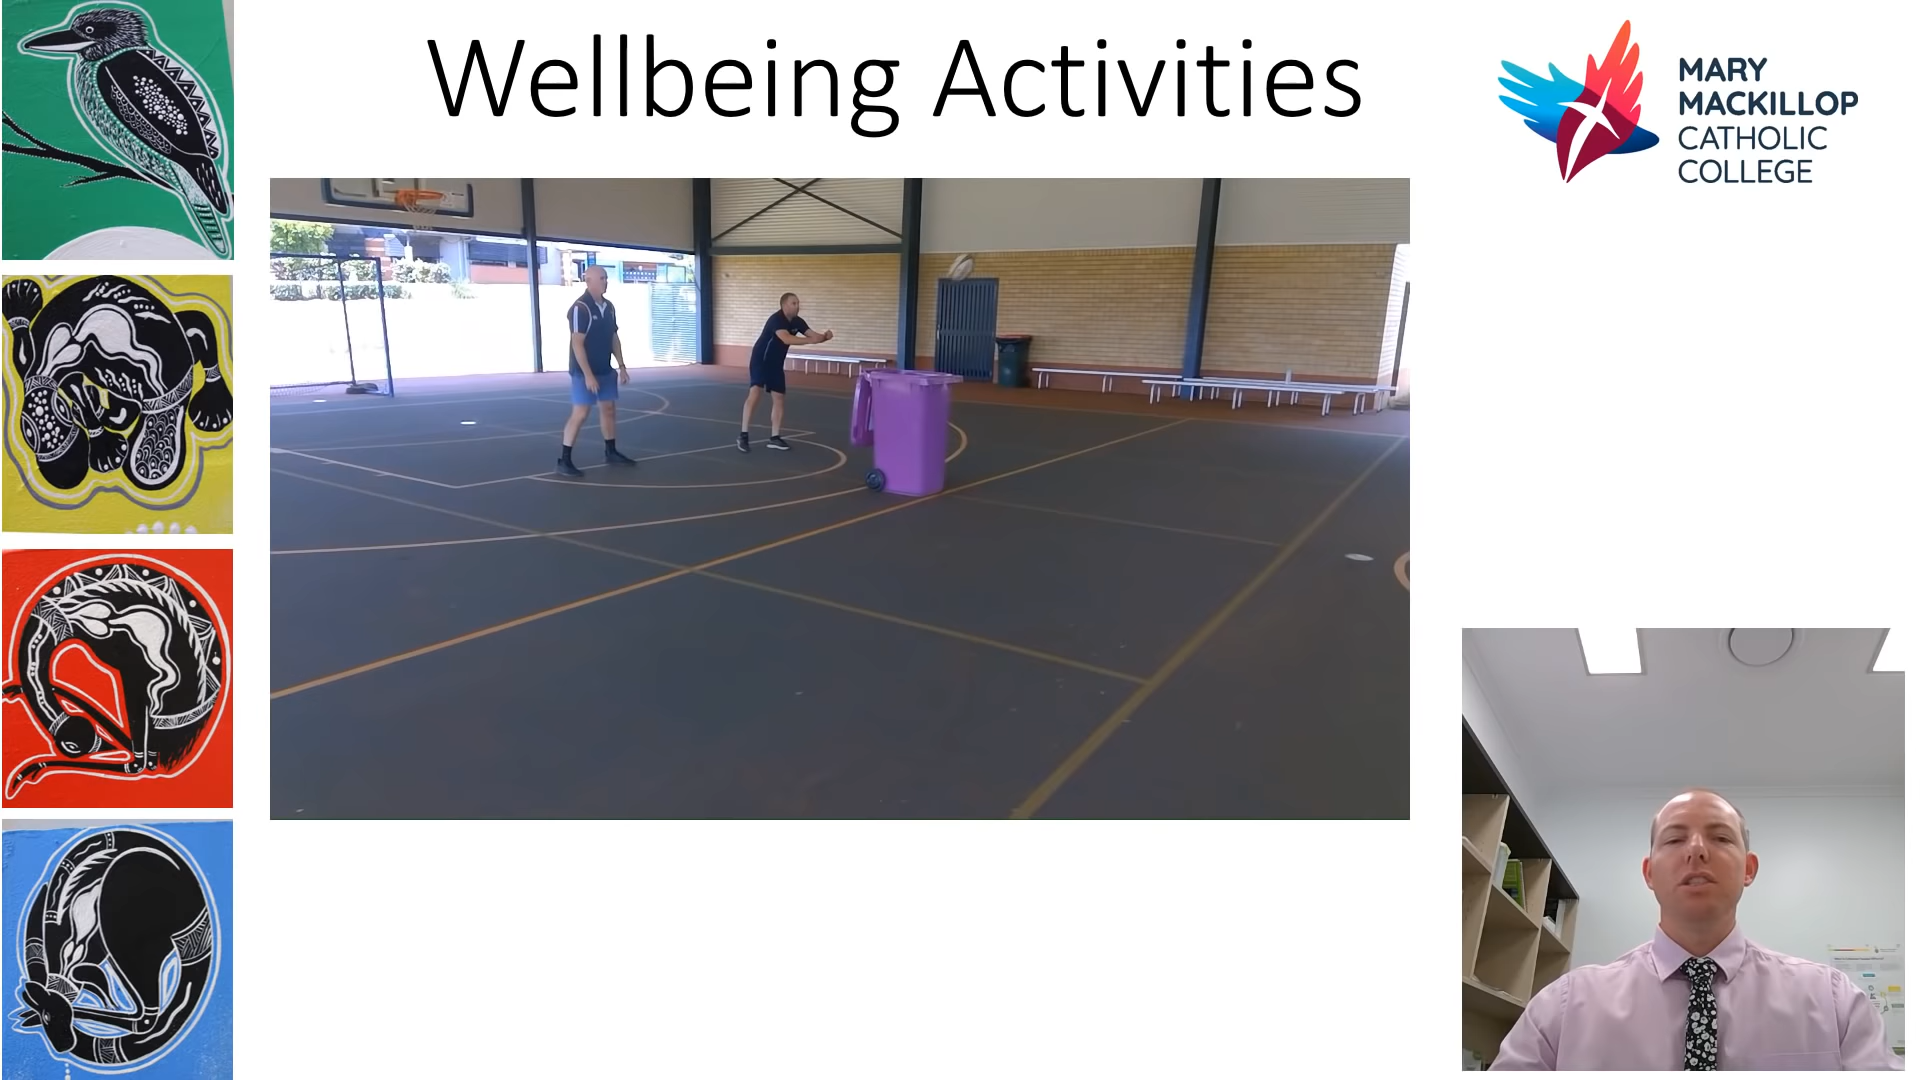 Wellbeing Activities
MARY
MACKILLOP
CATHOLIC
COLLEGE